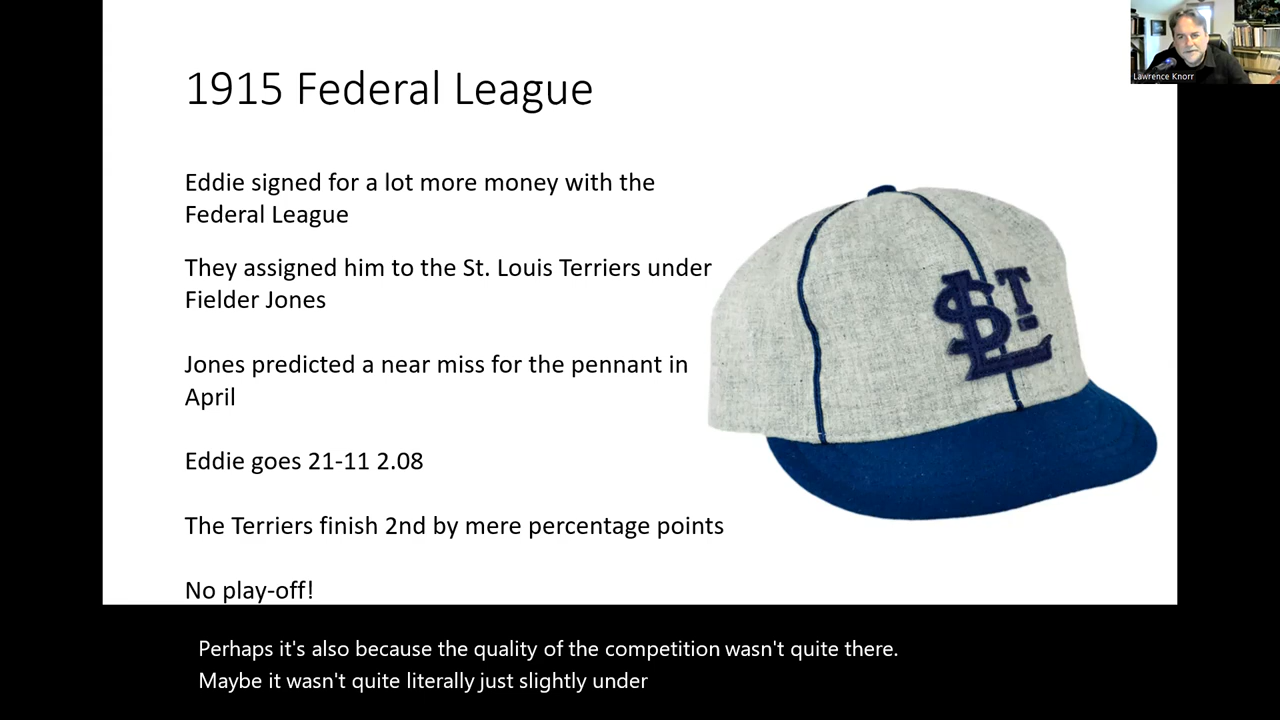 1915 Federal League
Lawrence Knorr
Eddie signed for a lot more money with the
Federal League
They assigned him to the St. Louis Terriers under
Fielder Jones
Jones predicted a near miss for the pennant in
April
Eddie goes 21-11 2.08
The Terriers finish 2nd by mere percentage points
No play-off!
STL
Perhaps it's also because the quality of the competition wasn't quite there.
Maybe it wasn't quite literally just slightly under